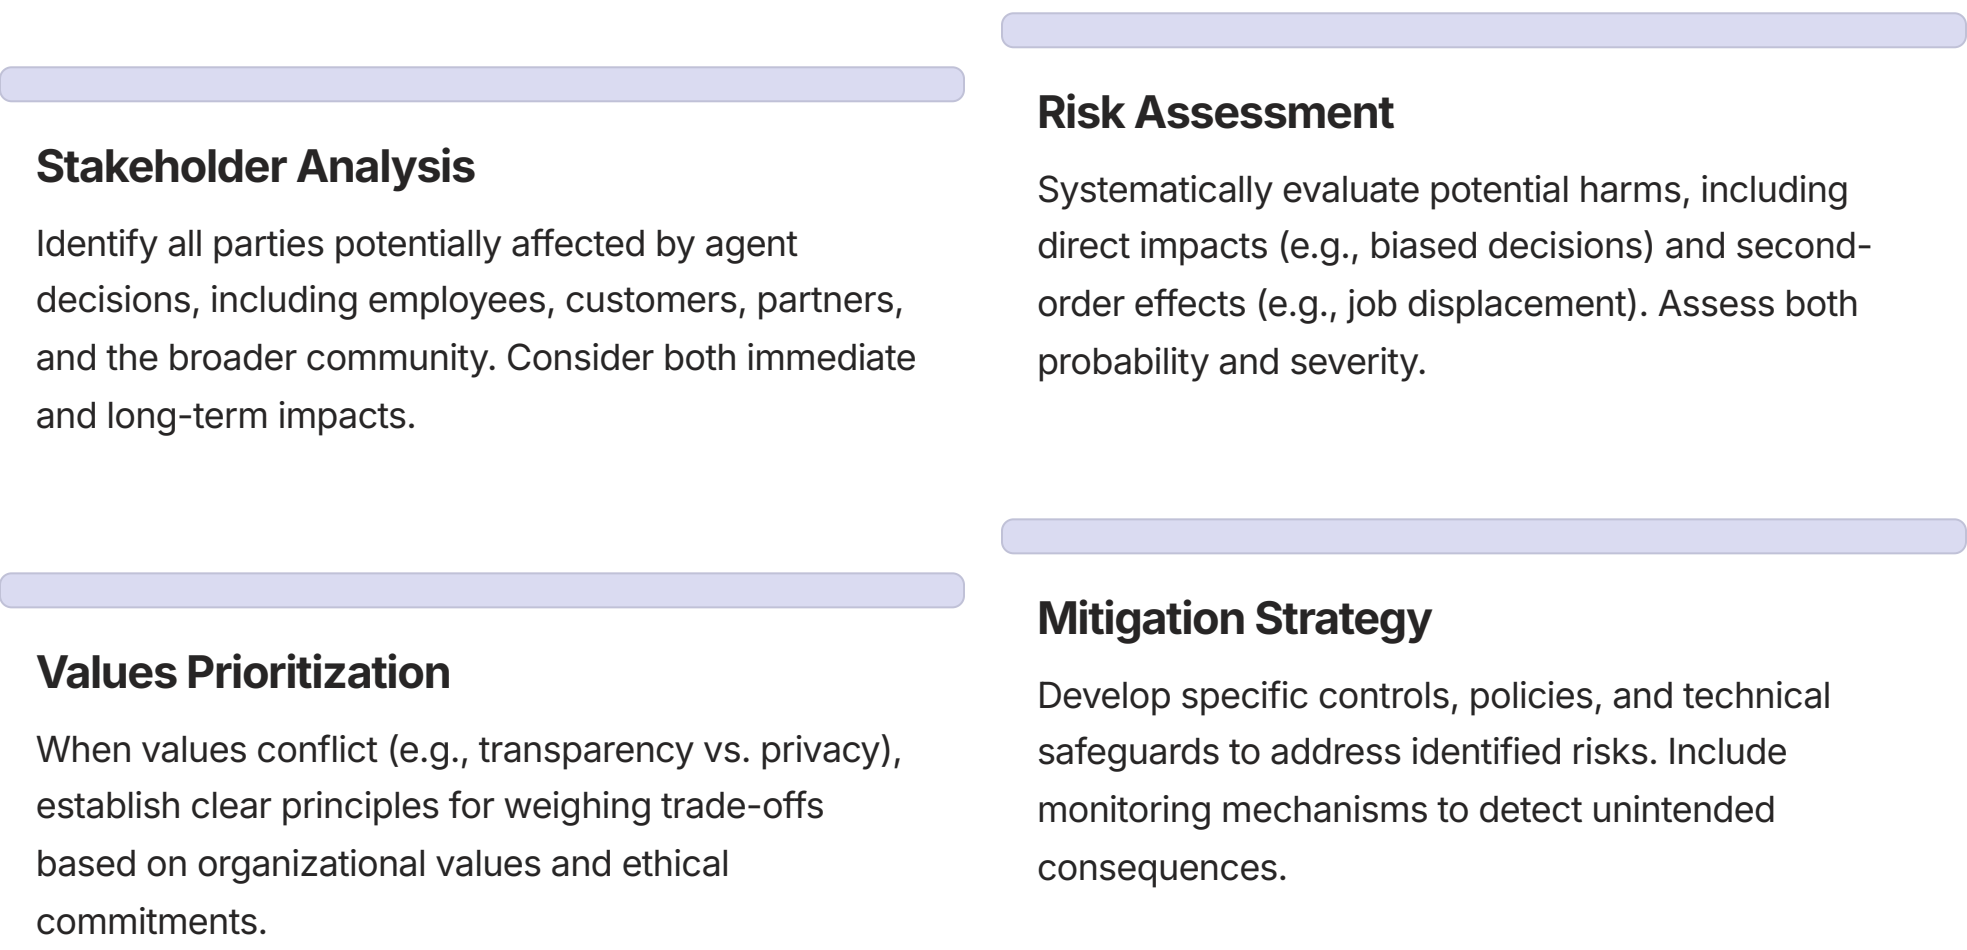 Stakeholder Analysis
Identify all parties potentially affected by agent
decisions, including employees, customers, partners,
and the broader community. Consider both immediate
and long-term impacts.
Risk Assessment
Systematically evaluate potential harms, including
direct impacts (e.g., biased decisions) and second-
order effects (e.g., job displacement). Assess both
probability and severity.
Values Prioritization
When values conflict (e.g., transparency vs. privacy),
establish clear principles for weighing trade-offs
based on organizational values and ethical
commitments.
Mitigation Strategy
Develop specific controls, policies, and technical
safeguards to address identified risks. Include
monitoring mechanisms to detect unintended
consequences.